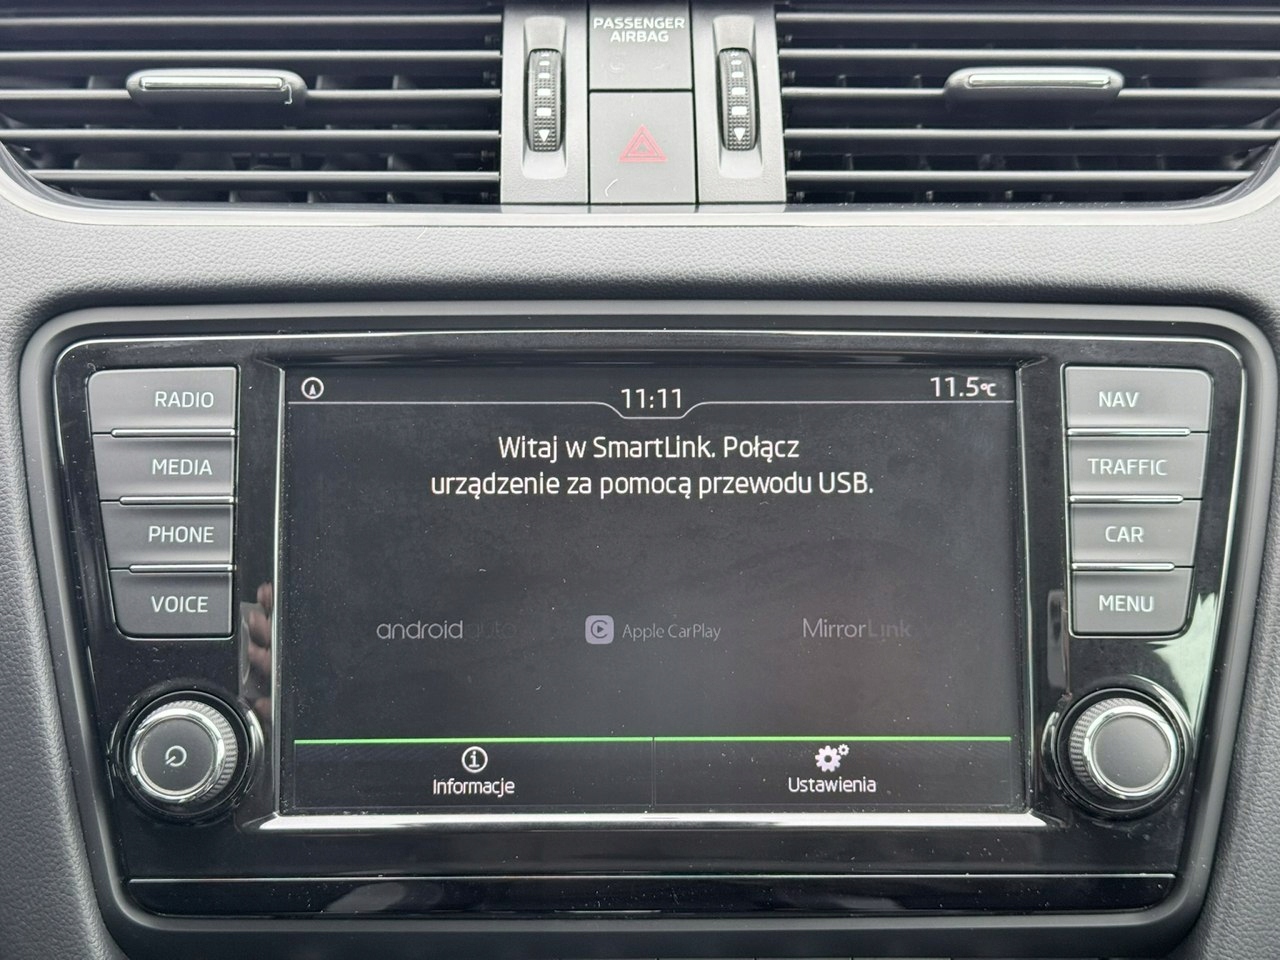 PASSENGER
AIRBAG
RADIO
MEDIA
PHONE
VOICE
11:11
11.5°C
Witaj w SmartLink. Połącz
urządzenie za pomocą przewodu USB.
androidauto
Apple CarPlay
MirrorLink
Informacje
Ustawienia
NAV
TRAFFIC
CAR
MENU